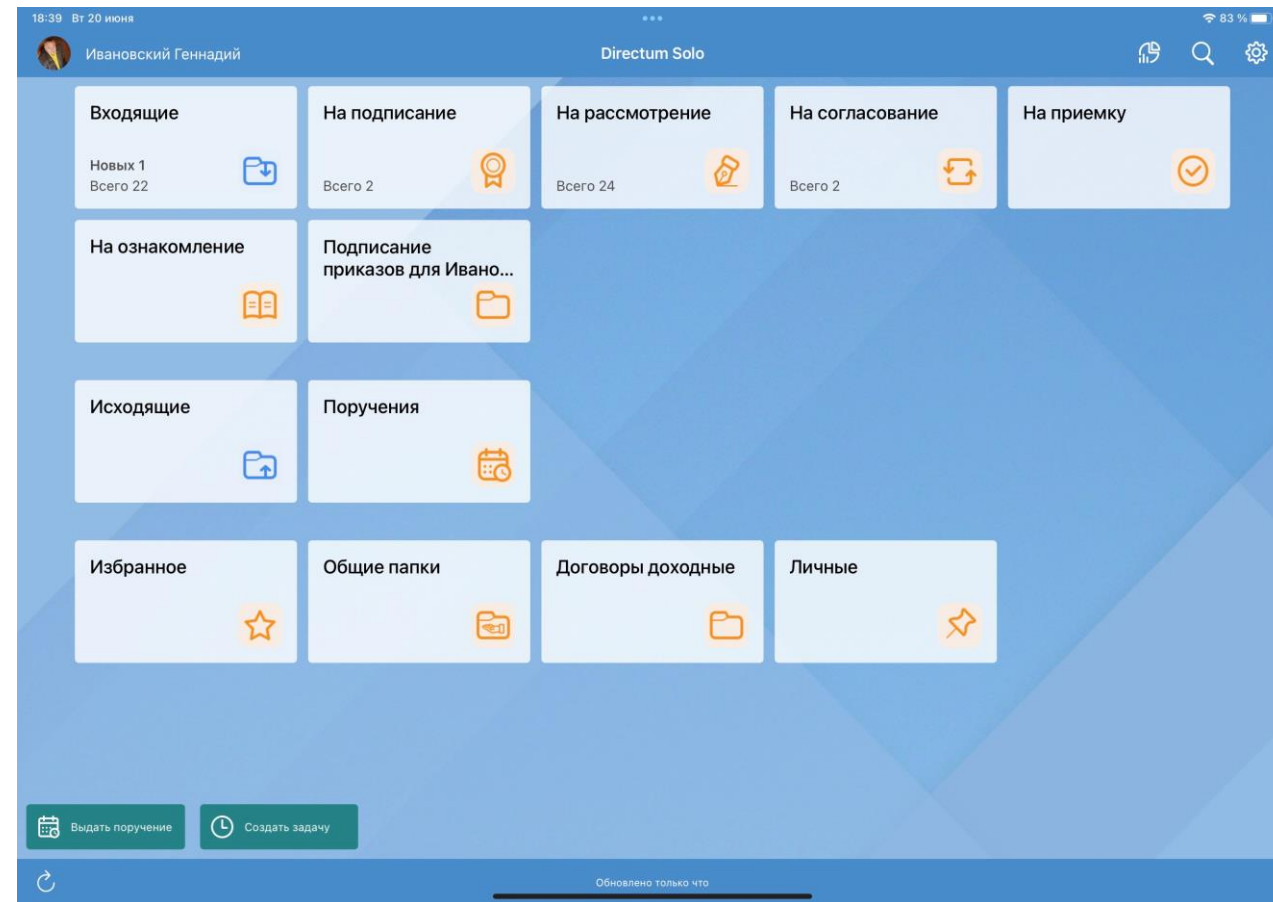 18:39 Вт 20 июня
83 %
Ивановский Геннадий
Directum Solo
Входящие
Новых 1
Всего 22
На подписание
Всего 2
На рассмотрение
Всего 24
На согласование
Всего 2
На приемку
На ознакомление
Подписание
приказов для Ивано...
Исходящие
Поручения
Избранное
Общие папки
Договоры доходные
Личные
Выдать поручение
Создать задачу
Обновлено только что